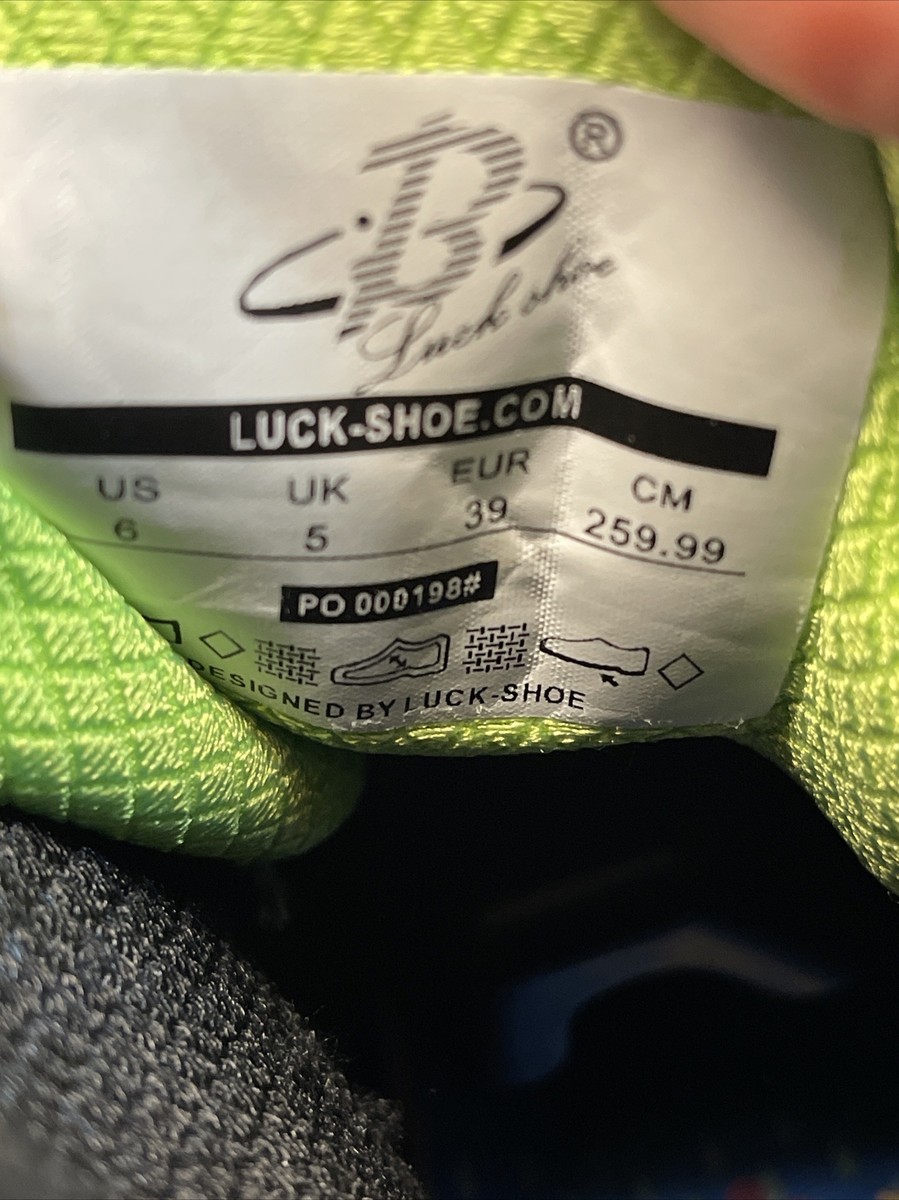 B ®
Luck shoe
LUCK-SHOE.COM
US UK EUR CM
6 5 39 259.99
PO 000198#
DESIGNED BY LUCK-SHOE